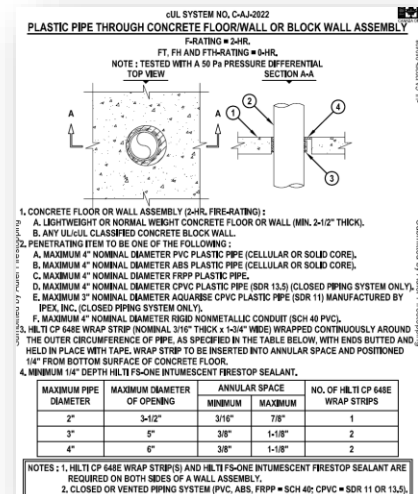 cUL SYSTEM NO. C-AJ-2022
PLASTIC PIPE THROUGH CONCRETE FLOOR/WALL OR BLOCK WALL ASSEMBLY
F-RATING = 2-HR.
FT, FH AND FTH-RATING = 0-HR.
NOTE : TESTED WITH A 50 Pa PRESSURE DIFFERENTIAL
TOP VIEW
SECTION A-A
A
A
1
2
4
3
1. CONCRETE FLOOR OR WALL ASSEMBLY (2-HR. FIRE-RATING) :
A. LIGHTWEIGHT OR NORMAL WEIGHT CONCRETE FLOOR OR WALL (MIN. 2-1/2" THICK).
B. ANY UL/cUL CLASSIFIED CONCRETE BLOCK WALL.
2. PENETRATING ITEM TO BE ONE OF THE FOLLOWING :
A. MAXIMUM 4" NOMINAL DIAMETER PVC PLASTIC PIPE (CELLULAR OR SOLID CORE).
B. MAXIMUM 4" NOMINAL DIAMETER ABS PLASTIC PIPE (CELLULAR OR SOLID CORE).
C. MAXIMUM 4" NOMINAL DIAMETER FRPP PLASTIC PIPE.
D. MAXIMUM 4" NOMINAL DIAMETER CPVC PLASTIC PIPE (SDR 13.5) (CLOSED PIPING SYSTEM ONLY).
E. MAXIMUM 3" NOMINAL DIAMETER AQUARISE CPVC PLASTIC PIPE (SDR 11) MANUFACTURED BY
IPEX, INC. (CLOSED PIPING SYSTEM ONLY).
F. MAXIMUM 4" NOMINAL DIAMETER RIGID NONMETALLIC CONDUIT (SCH 40 PVC).
3. HILTI CP 648E WRAP STRIP (NOMINAL 3/16" THICK x 1-3/4" WIDE) WRAPPED CONTINUOUSLY AROUND
THE OUTER CIRCUMFERENCE OF PIPE, AS SPECIFIED IN THE TABLE BELOW, WITH ENDS BUTTED AND
HELD IN PLACE WITH TAPE. WRAP STRIP TO BE INSERTED INTO ANNULAR SPACE AND POSITIONED
1/4" FROM BOTTOM SURFACE OF CONCRETE FLOOR.
4. MINIMUM 1/4" DEPTH HILTI FS-ONE INTUMESCENT FIRESTOP SEALANT.
MAXIMUM PIPE DIAMETER MAXIMUM DIAMETER OF OPENING ANNULAR SPACE NO. OF HILTI CP 648E WRAP STRIPS
MINIMUM MAXIMUM
2" 3-1/2" 3/16" 7/8" 1
3" 5" 3/8" 1-1/8" 2
4" 6" 3/8" 1-1/8" 2
NOTES : 1. HILTI CP 648E WRAP STRIP(S) AND HILTI FS-ONE INTUMESCENT FIRESTOP SEALANT ARE
REQUIRED ON BOTH SIDES OF A WALL ASSEMBLY.
2. CLOSED OR VENTED PIPING SYSTEM (PVC, ABS, FRPP = SCH 40; CPVC = SDR 11 OR 13.5).